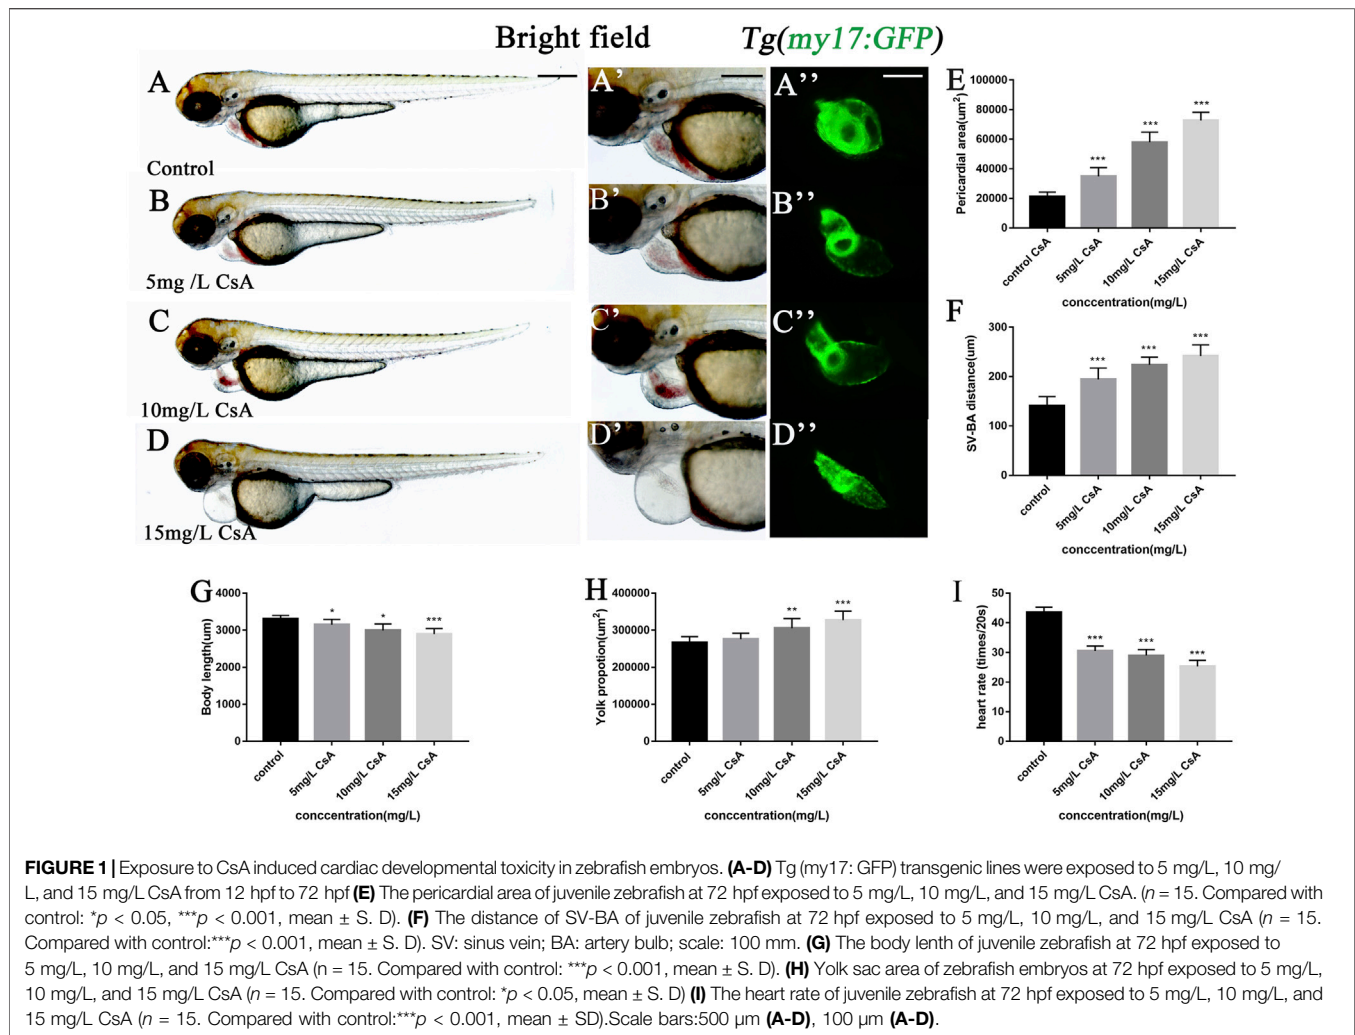 Bright field
Tg(my17:GFP)
A
Control
A’
A’’
B
5mg /L CsA
B’
B’’
C
10mg/L CsA
C’
C’’
D
15mg/L CsA
D’
D’’
E
Pericardial area(um²)
100000
80000
60000
40000
20000
0
***
***
***
control CsA
5mg/L CsA
10mg/L CsA
15mg/L CsA
conccentration(mg/L)
F
SV-BA distance(um)
300
200
100
0
***
***
***
control
5mg/L CsA
10mg/L CsA
15mg/L CsA
conccentration(mg/L)
G
Body length(um)
4000
3000
2000
1000
0
*
*
***
control
5mg/L CsA
10mg/L CsA
15mg/L CsA
conccentration(mg/L)
H
Yolk propotion(um²)
400000
300000
200000
100000
0
**
***
control
5mg/L CsA
10mg/L CsA
15mg/L CsA
conccentration(mg/L)
I
heart rate (times/20s)
50
40
30
20
10
0
***
***
***
control
5mg/L CsA
10mg/L CsA
15mg/L CsA
conccentration(mg/L)
FIGURE 1 | Exposure to CsA induced cardiac developmental toxicity in zebrafish embryos. (A-D) Tg (my17: GFP) transgenic lines were exposed to 5 mg/L, 10 mg/
L, and 15 mg/L CsA from 12 hpf to 72 hpf (E) The pericardial area of juvenile zebrafish at 72 hpf exposed to 5 mg/L, 10 mg/L, and 15 mg/L CsA. (n = 15. Compared with
control: *p < 0.05, ***p < 0.001, mean ± S. D). (F) The distance of SV-BA of juvenile zebrafish at 72 hpf exposed to 5 mg/L, 10 mg/L, and 15 mg/L CsA (n = 15.
Compared with control:***p < 0.001, mean ± S. D). SV: sinus vein; BA: artery bulb; scale: 100 mm. (G) The body lenth of juvenile zebrafish at 72 hpf exposed to
5 mg/L, 10 mg/L, and 15 mg/L CsA (n = 15. Compared with control: ***p < 0.001, mean ± S. D). (H) Yolk sac area of zebrafish embryos at 72 hpf exposed to 5 mg/L,
10 mg/L, and 15 mg/L CsA (n = 15. Compared with control: *p < 0.05, mean ± S. D) (I) The heart rate of juvenile zebrafish at 72 hpf exposed to 5 mg/L, 10 mg/L, and
15 mg/L CsA (n = 15. Compared with control:***p < 0.001, mean ± SD).Scale bars:500 μm (A-D), 100 μm (A-D).